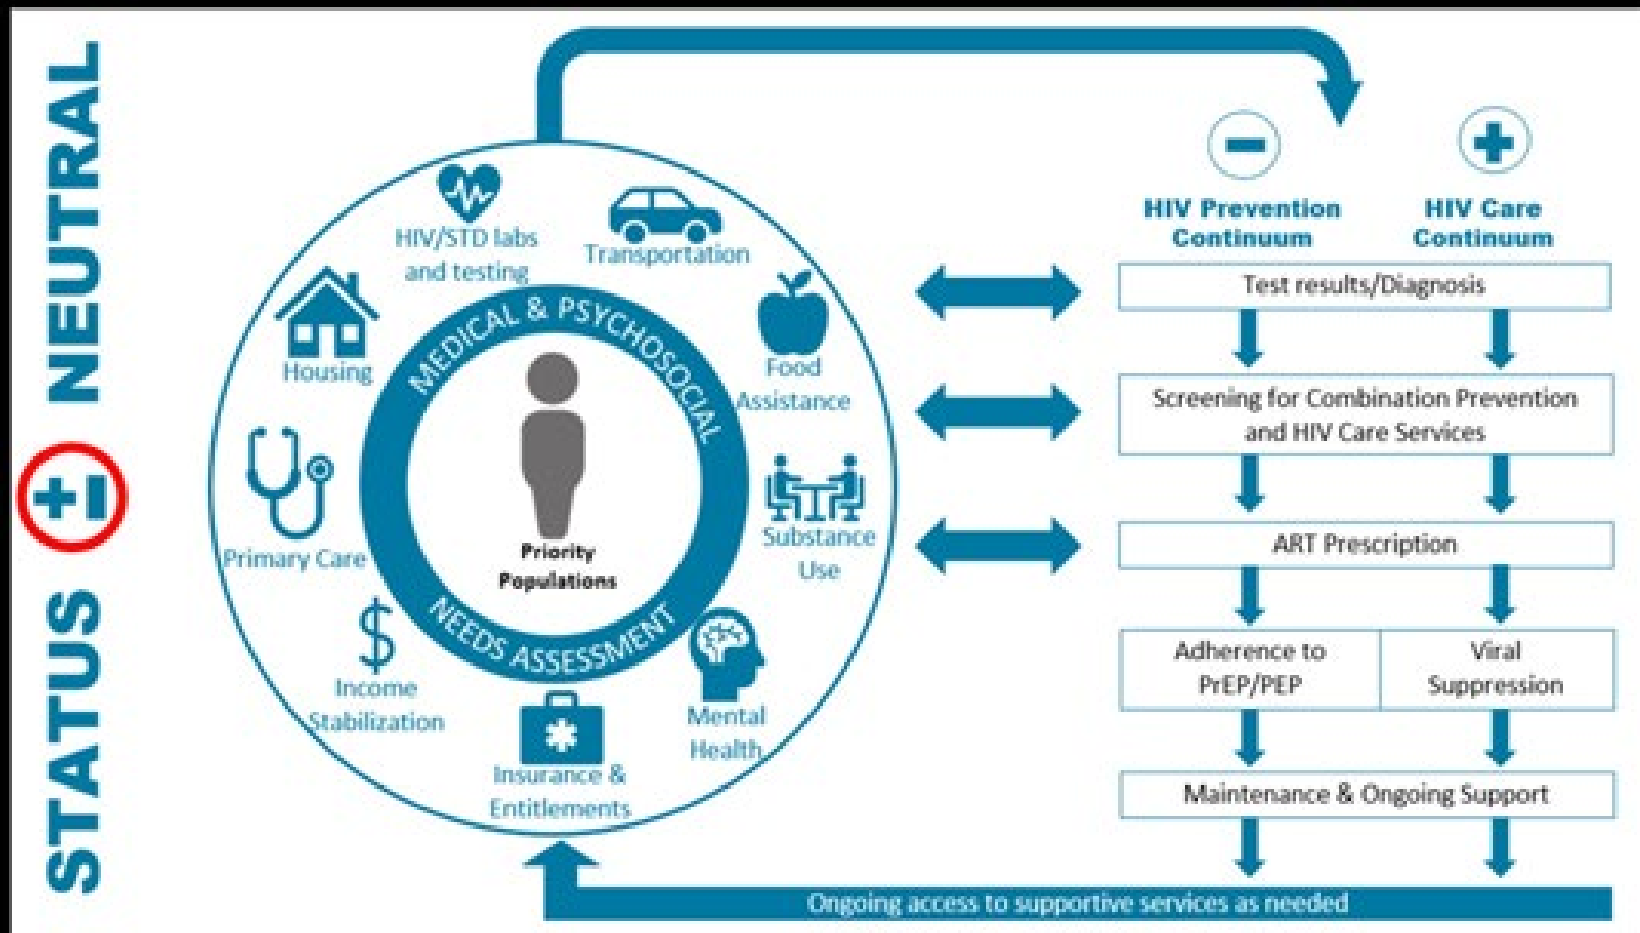 STATUS ± NEUTRAL
HIV/STD labs
and testing
Transportation
Food
Assistance
Substance
Use
Mental
Health
Insurance &
Entitlements
Income
Stabilization
Primary Care
Housing
MEDICAL & PSYCHOSOCIAL
NEEDS ASSESSMENT
Priority
Populations
HIV Prevention
Continuum
HIV Care
Continuum
Test results/Diagnosis
Screening for Combination Prevention
and HIV Care Services
ART Prescription
Adherence to
PrEP/PEP
Viral
Suppression
Maintenance & Ongoing Support
Ongoing access to supportive services as needed